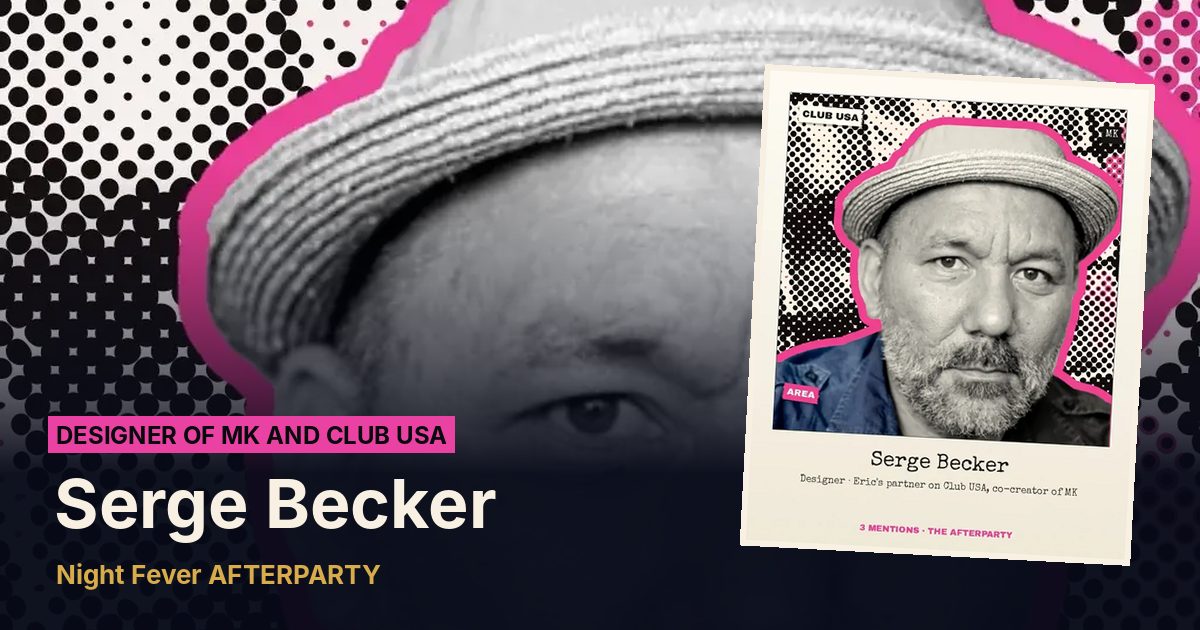 DESIGNER OF MK AND CLUB USA
Serge Becker
Night Fever AFTERPARTY
CLUB USA
MK
AREA
Serge Becker
Designer · Eric's partner on Club USA, co-creator of MK
3 MENTIONS · THE AFTERPARTY